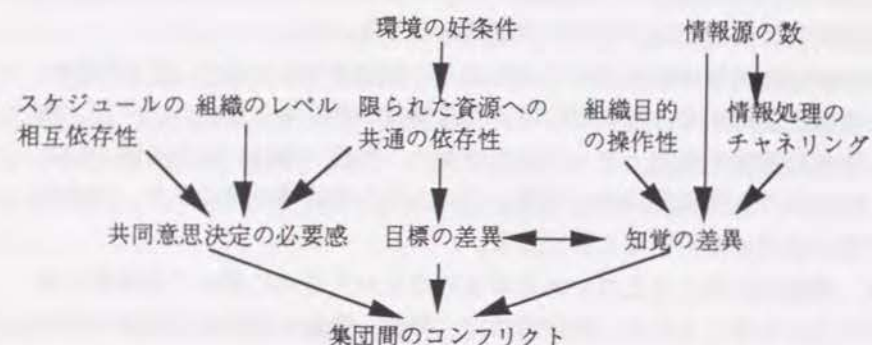 環境の好条件
情報源の数
スケジュールの
相互依存性
組織のレベル
限られた資源への
共通の依存性
組織目的
の操作性
情報処理の
チャネリング
共同意思決定の必要感
目標の差異
知覚の差異
集団間のコンフリクト